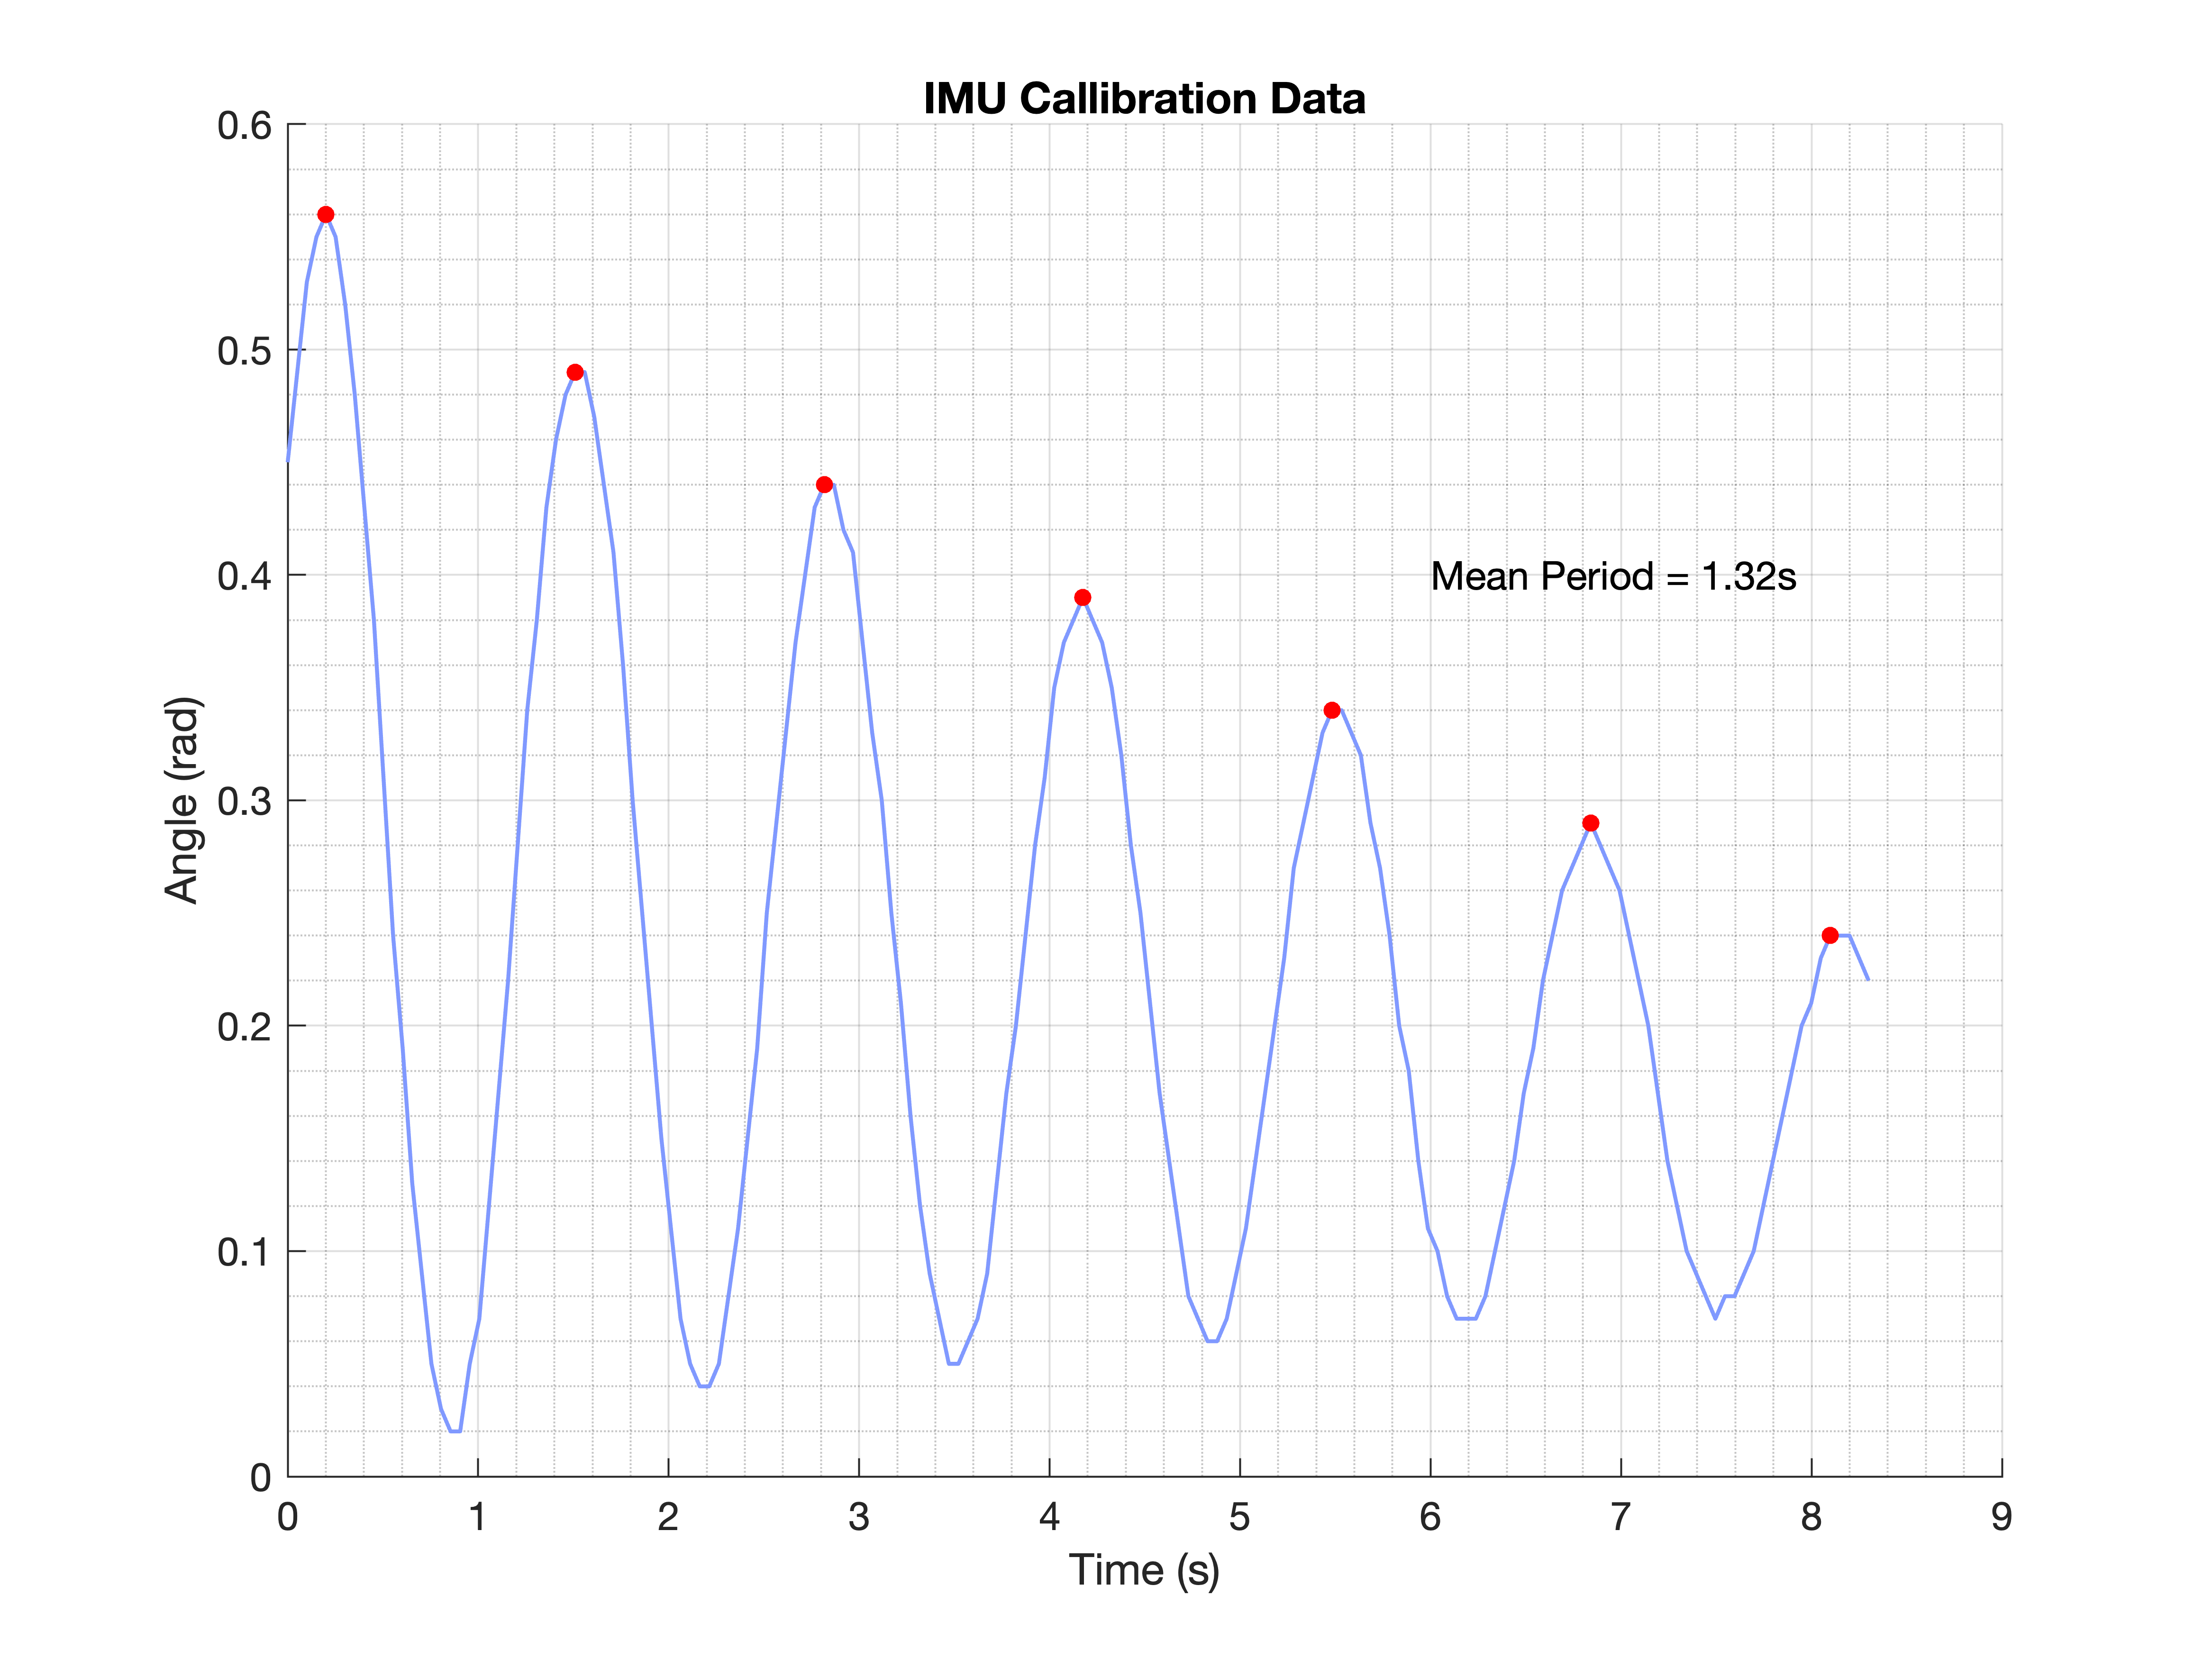 IMU Callibration Data
0.6
0.5
0.4
0.3
0.2
0.1
0
Angle (rad)
Mean Period = 1.32s
0 1 2 3 4 5 6 7 8 9
Time (s)